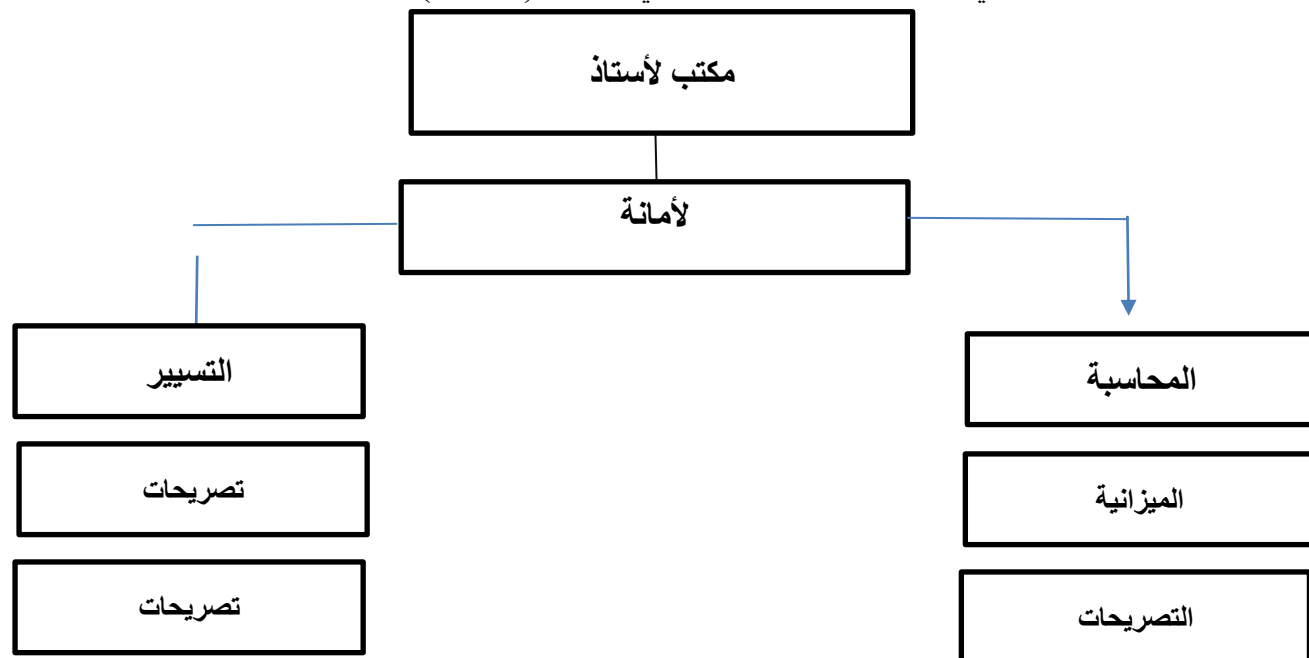 مكتب لأستاذ
لأمانة
المحاسبة
التسيير
الميزانية
تصريحات
التصريحات
تصريحات